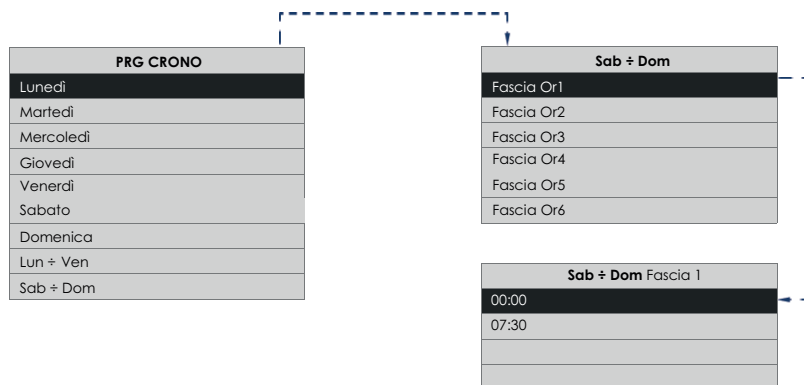 PRG CRONO
Lunedì
Martedì
Mercoledì
Giovedì
Venerdì
Sabato
Domenica
Lun ÷ Ven
Sab ÷ Dom
Sab ÷ Dom
Fascia Or1
Fascia Or2
Fascia Or3
Fascia Or4
Fascia Or5
Fascia Or6
Sab ÷ Dom Fascia 1
00:00
07:30